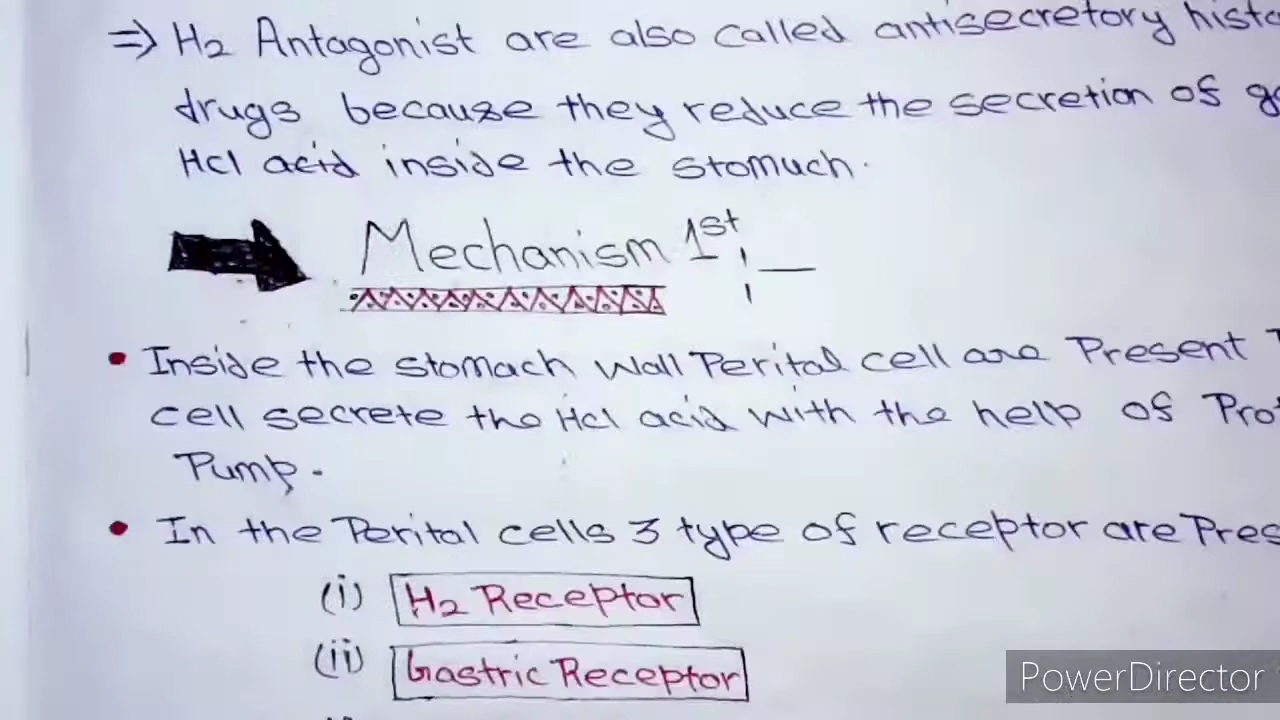 ⇒ H2 Antagonist are also called antisecretory hist
drugs because they reduce the secretion of g
Hcl acid inside the stomuch.
Mechanism 1st :—
• Inside the stomach wall Perital cell are Present
cell secrete the Hcl acid with the help of Pro
Pump.
• In the Perital cells 3 type of receptor are Pres
(i) H2 Receptor
(ii) Gastric Receptor
PowerDirector